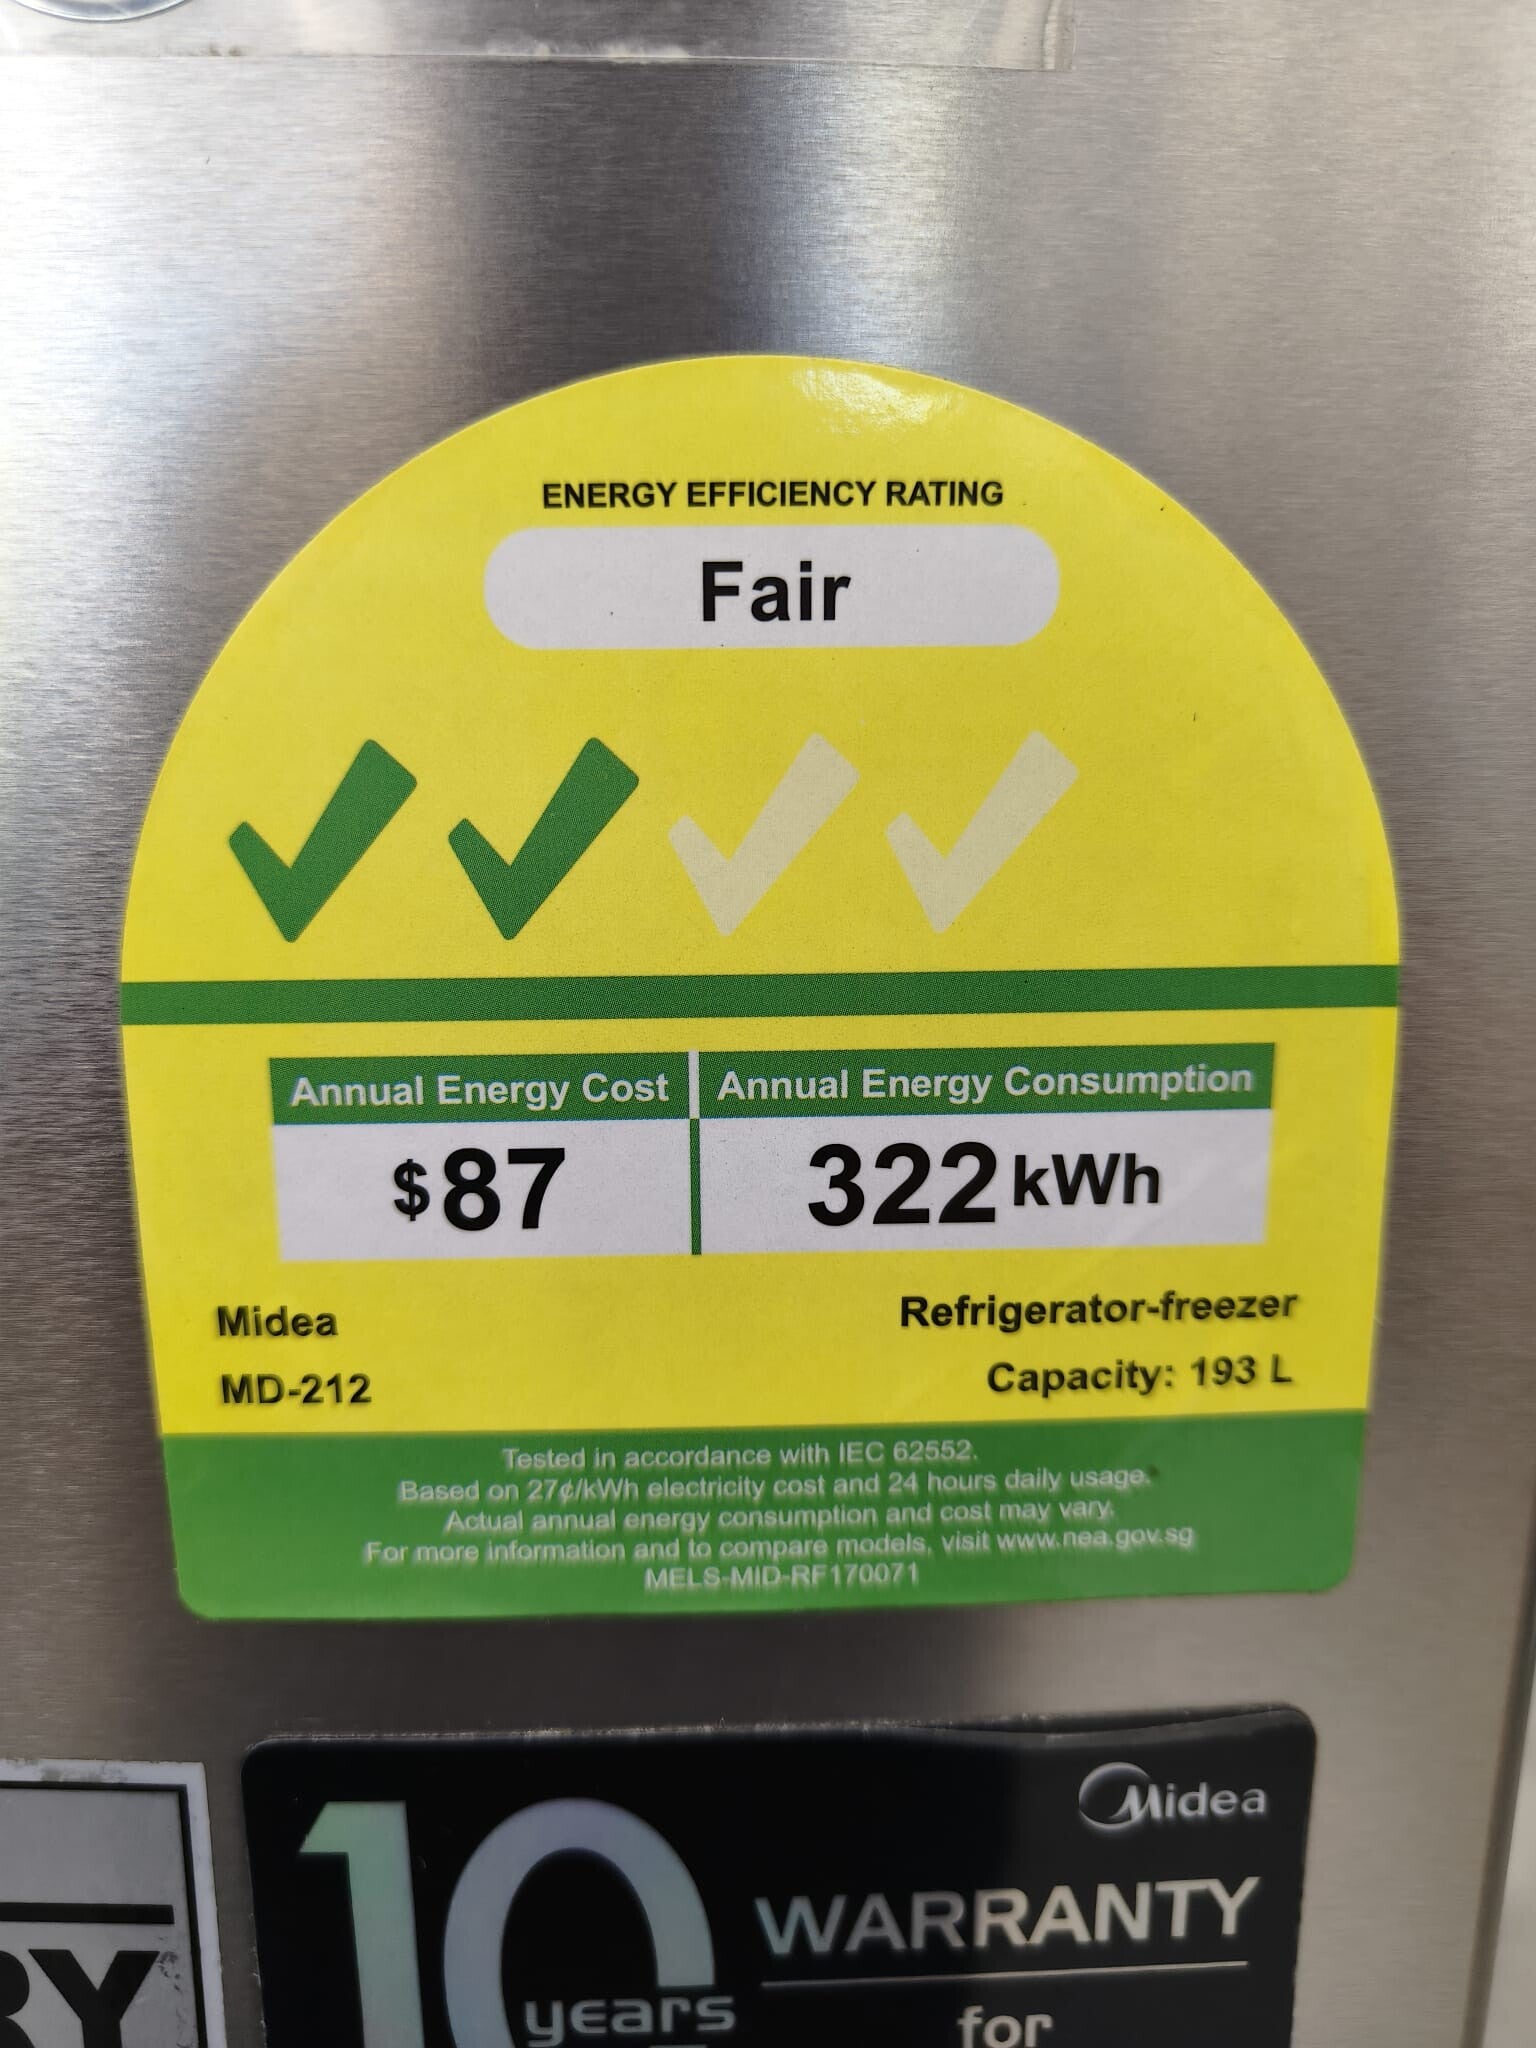 ENERGY EFFICIENCY RATING
Fair
Annual Energy Cost
Annual Energy Consumption
$87
322 kWh
Midea
Refrigerator-freezer
MD-212
Capacity: 193 L
Tested in accordance with IEC 62552.
Based on 27¢/kWh electricity cost and 24 hours daily usage.
Actual annual energy consumption and cost may vary.
For more information and to compare models, visit www.nea.gov.sg
MELS-MID-RF170071
Midea
10 years
WARRANTY
for